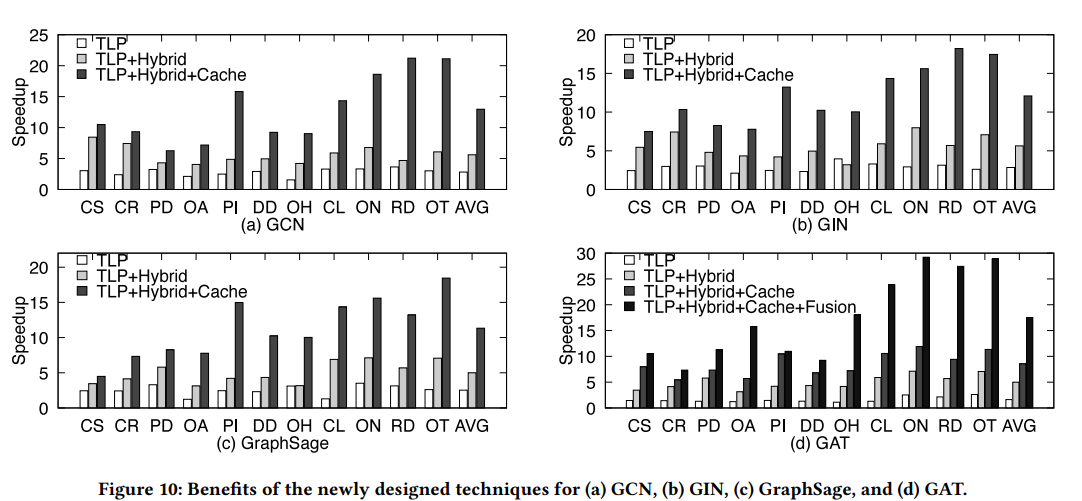 25
20
15
10
5
0
Speedup
TLP
TLP+Hybrid
TLP+Hybrid+Cache
CS CR PD OA PI DD OH CL ON RD OT AVG
(a) GCN
20
15
10
5
0
Speedup
TLP
TLP+Hybrid
TLP+Hybrid+Cache
CS CR PD OA PI DD OH CL ON RD OT AVG
(b) GIN
20
15
10
5
0
Speedup
TLP
TLP+Hybrid
TLP+Hybrid+Cache
CS CR PD OA PI DD OH CL ON RD OT AVG
(c) GraphSage
30
25
20
15
10
5
0
Speedup
TLP
TLP+Hybrid
TLP+Hybrid+Cache
TLP+Hybrid+Cache+Fusion
CS CR PD OA PI DD OH CL ON RD OT AVG
(d) GAT
Figure 10: Benefits of the newly designed techniques for (a) GCN, (b) GIN, (c) GraphSage, and (d) GAT.